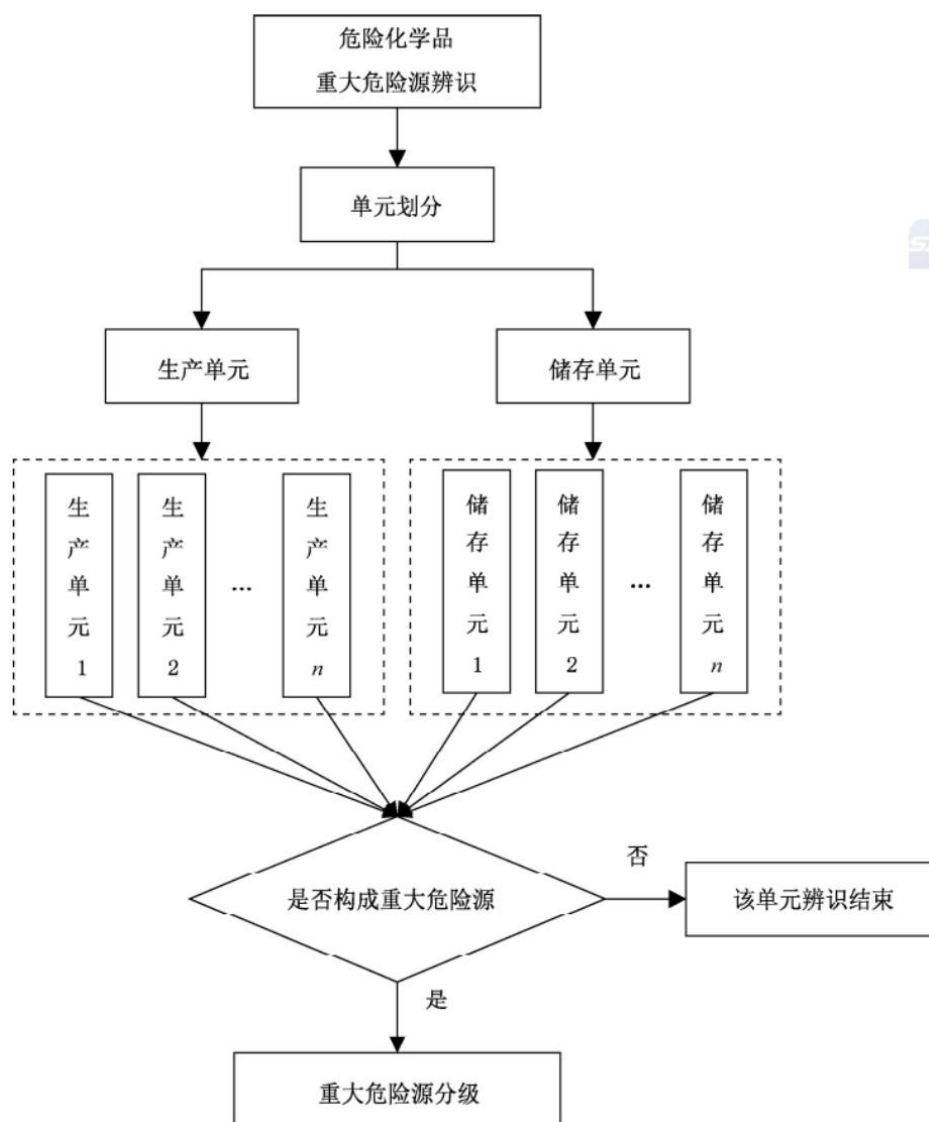 危险化学品
重大危险源辨识
单元划分
生产单元
储存单元
生产单元1
生产单元2
...
生产单元n
储存单元1
储存单元2
...
储存单元n
是否构成重大危险源
否
该单元辨识结束
是
重大危险源分级